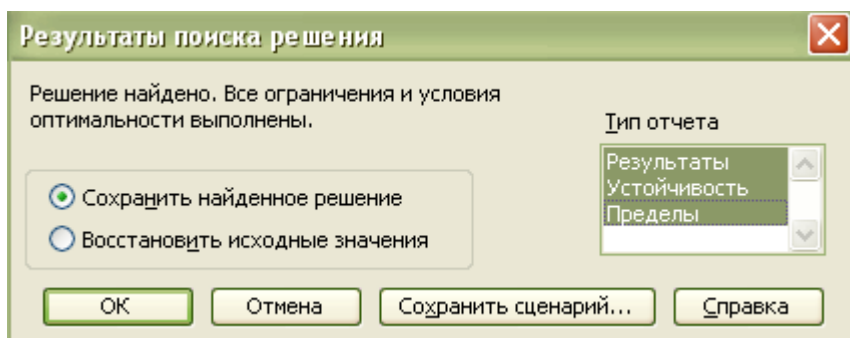 Результаты поиска решения
Решение найдено. Все ограничения и условия
оптимальности выполнены.
Тип отчета
Результаты
Устойчивость
Пределы
Сохранить найденное решение
Восстановить исходные значения
ОК
Отмена
Сохранить сценарий...
Справка